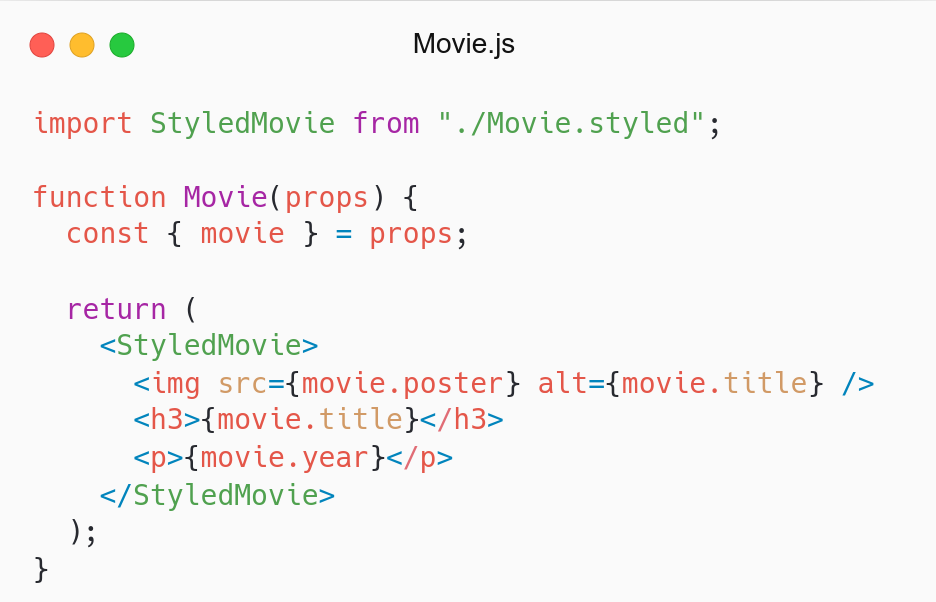 Movie.js
import StyledMovie from "./Movie.styled";
function Movie(props) {
  const { movie } = props;
  return (
    <StyledMovie>
      <img src={movie.poster} alt={movie.title} />
      <h3>{movie.title}</h3>
      <p>{movie.year}</p>
    </StyledMovie>
  );
}